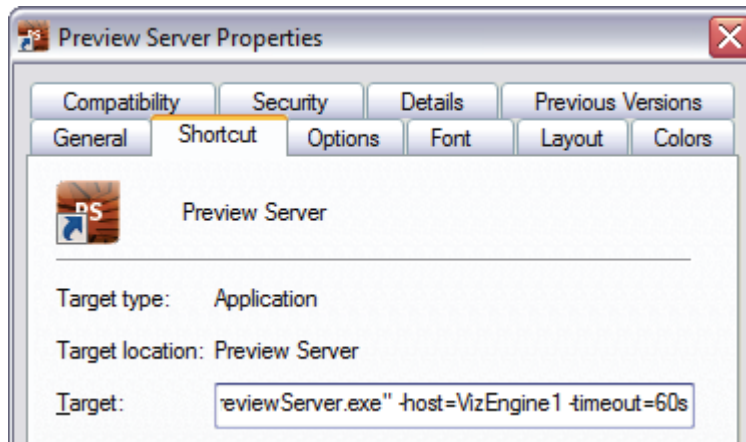 Preview Server Properties
Compatibility Security Details Previous Versions
General Shortcut Options Font Layout Colors
PS
Preview Server
Target type: Application
Target location: Preview Server
Target: reviewServer.exe" -host=VizEngine1 -timeout=60s